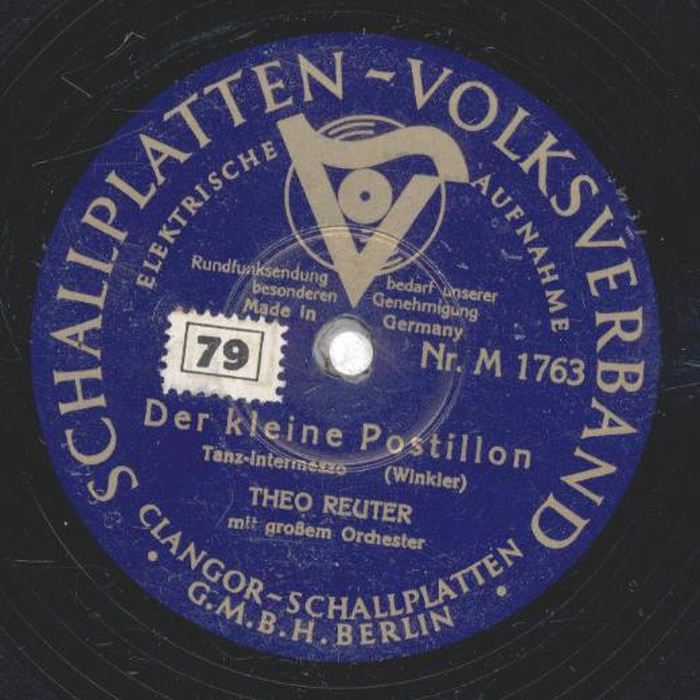 SCHALLPLATTEN-VOLKSVERBAND
ELEKTRISCHE AUFNAHME
Rundfunksendung bedarf unserer
besonderen Genehmigung
Made in Germany
79
Nr. M 1763
Der kleine Postillon
Tanz-Intermezzo (Winkler)
THEO REUTER
mit großem Orchester
CLANGOR-SCHALLPLATTEN
G.M.B.H. BERLIN